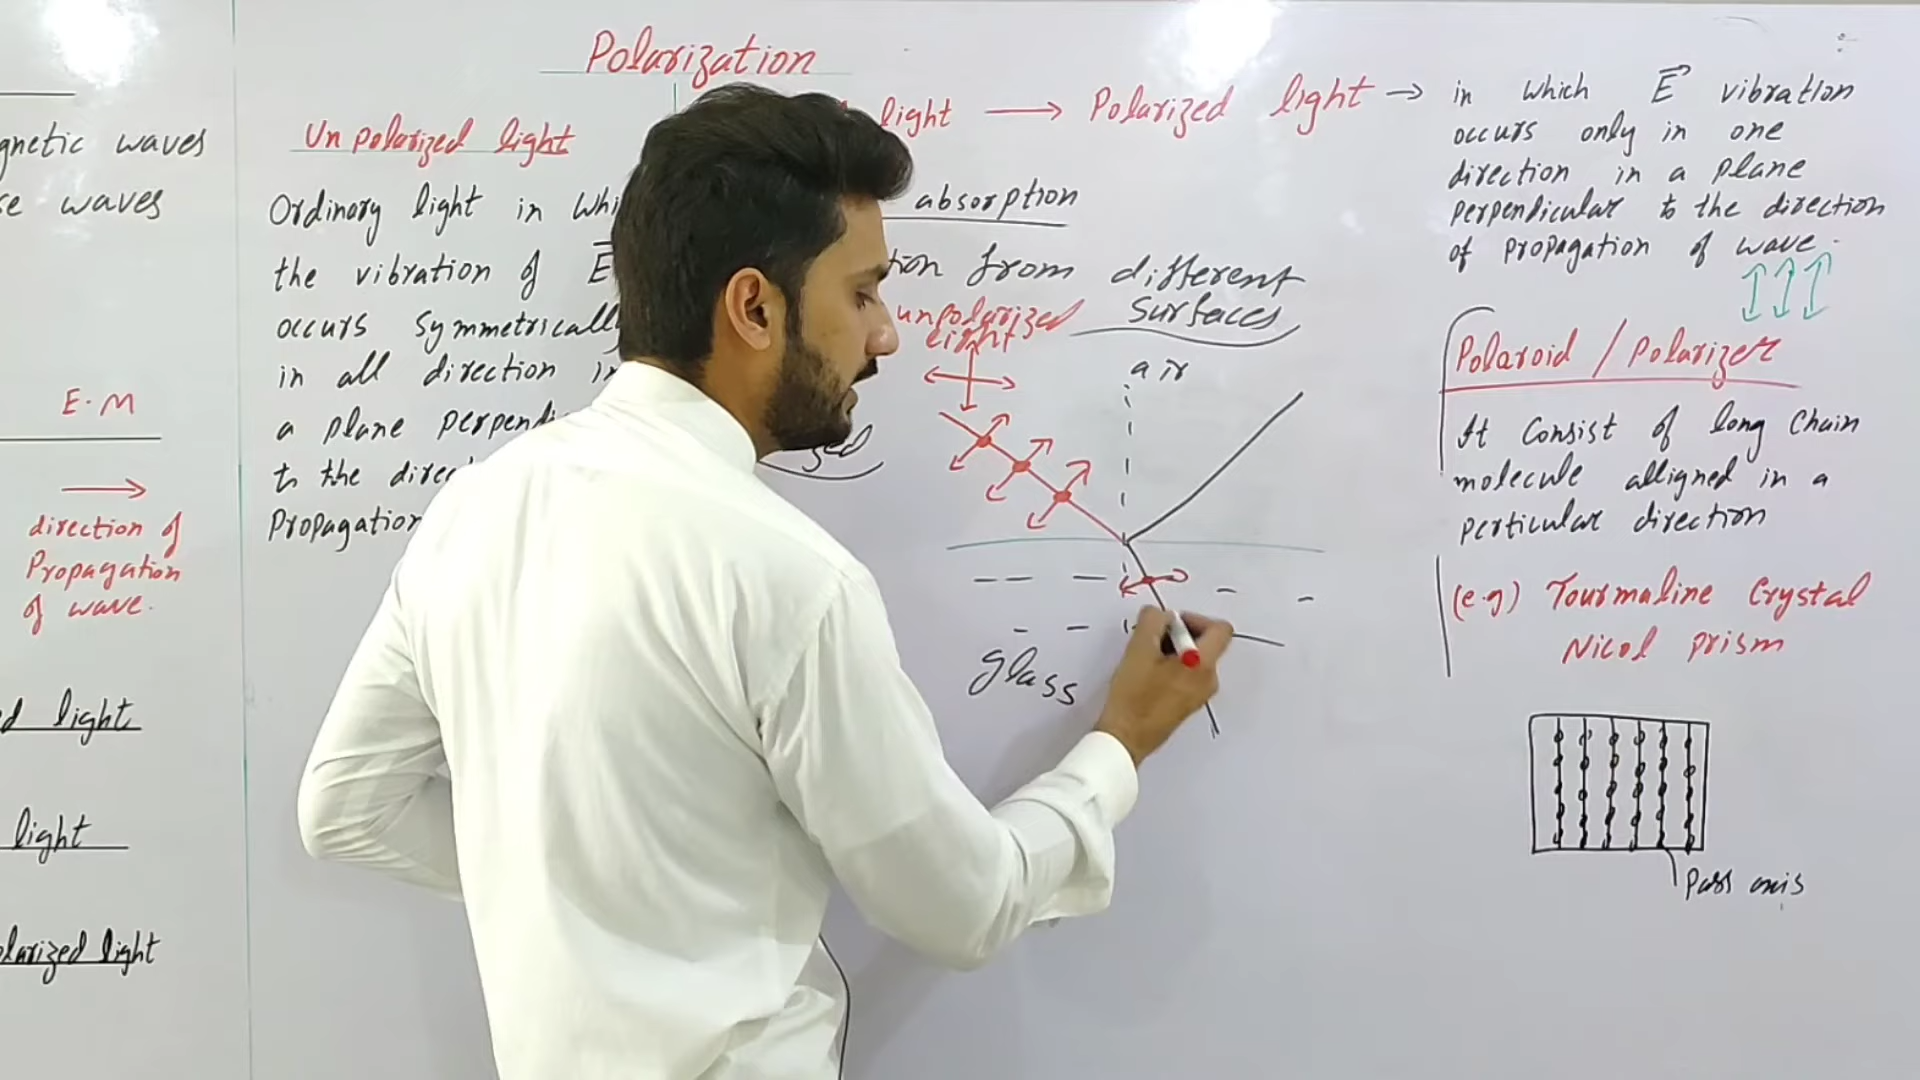 Polarization
gnetic waves
se waves
E.M
direction of
Propagation
of wave.
d light
light
larized light
Un polarized light
Ordinary light in Whi
the vibration of E
occurs Symmetrically
in all direction in
a plane perpendi
to the direc
Propagation
light → Polarized light →
absorption
tion from different
surfaces
unpolarized
light
zed
air
glass
in which E vibration
occurs only in one
direction in a plane
perpendicular to the direction
of propagation of wave.
Polaroid / Polarizer
It Consist of long Chain
molecule alligned in a
perticular direction
(e.g) Tourmaline Crystal
Nicol prism
Pass axis